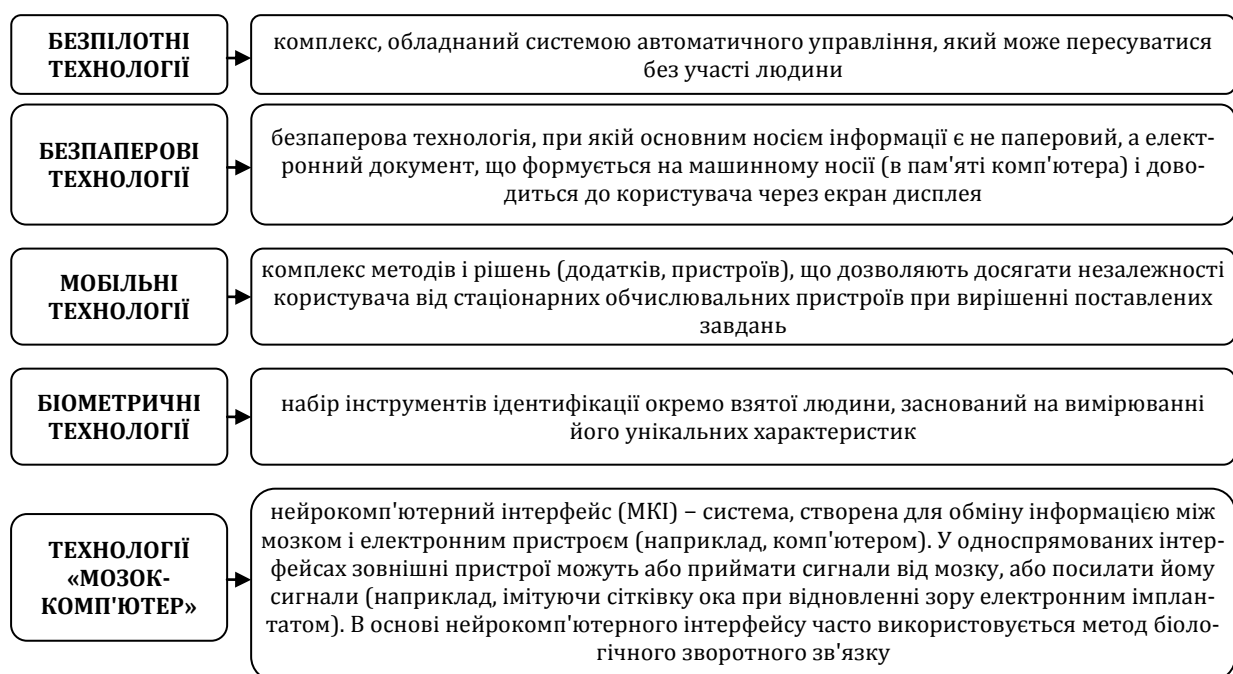 БЕЗПІЛОТНІ
ТЕХНОЛОГІЇ
комплекс, обладнаний системою автоматичного управління, який може пересуватися
без участі людини
БЕЗПАПЕРОВІ
ТЕХНОЛОГІЇ
безпаперова технологія, при якій основним носієм інформації є не паперовий, а елект-
ронний документ, що формується на машинному носії (в пам'яті комп'ютера) і дово-
диться до користувача через екран дисплея
МОБІЛЬНІ
ТЕХНОЛОГІЇ
комплекс методів і рішень (додатків, пристроїв), що дозволяють досягати незалежності
користувача від стаціонарних обчислювальних пристроїв при вирішенні поставлених
завдань
БІОМЕТРИЧНІ
ТЕХНОЛОГІЇ
набір інструментів ідентифікації окремо взятої людини, заснований на вимірюванні
його унікальних характеристик
ТЕХНОЛОГІЇ
«МОЗОК-
КОМП'ЮТЕР»
нейрокомп'ютерний інтерфейс (МКІ) – система, створена для обміну інформацією між
мозком і електронним пристроєм (наприклад, комп'ютером). У односпрямованих інтер-
фейсах зовнішні пристрої можуть або приймати сигнали від мозку, або посилати йому
сигнали (наприклад, імітуючи сітківку ока при відновленні зору електронним імплан-
татом). В основі нейрокомп'ютерного інтерфейсу часто використовується метод біоло-
гічного зворотного зв'язку